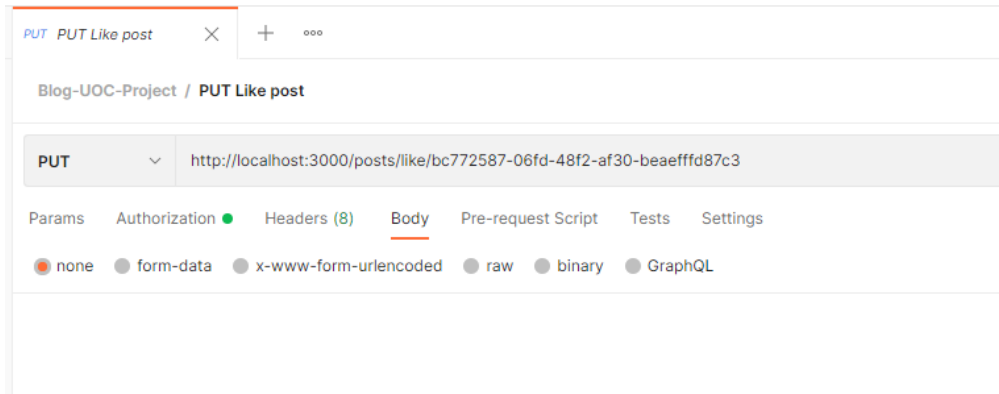 PUT PUT Like post
Blog-UOC-Project / PUT Like post
PUT http://localhost:3000/posts/like/bc772587-06fd-48f2-af30-beaefffd87c3
Params Authorization Headers (8) Body Pre-request Script Tests Settings
none form-data x-www-form-urlencoded raw binary GraphQL